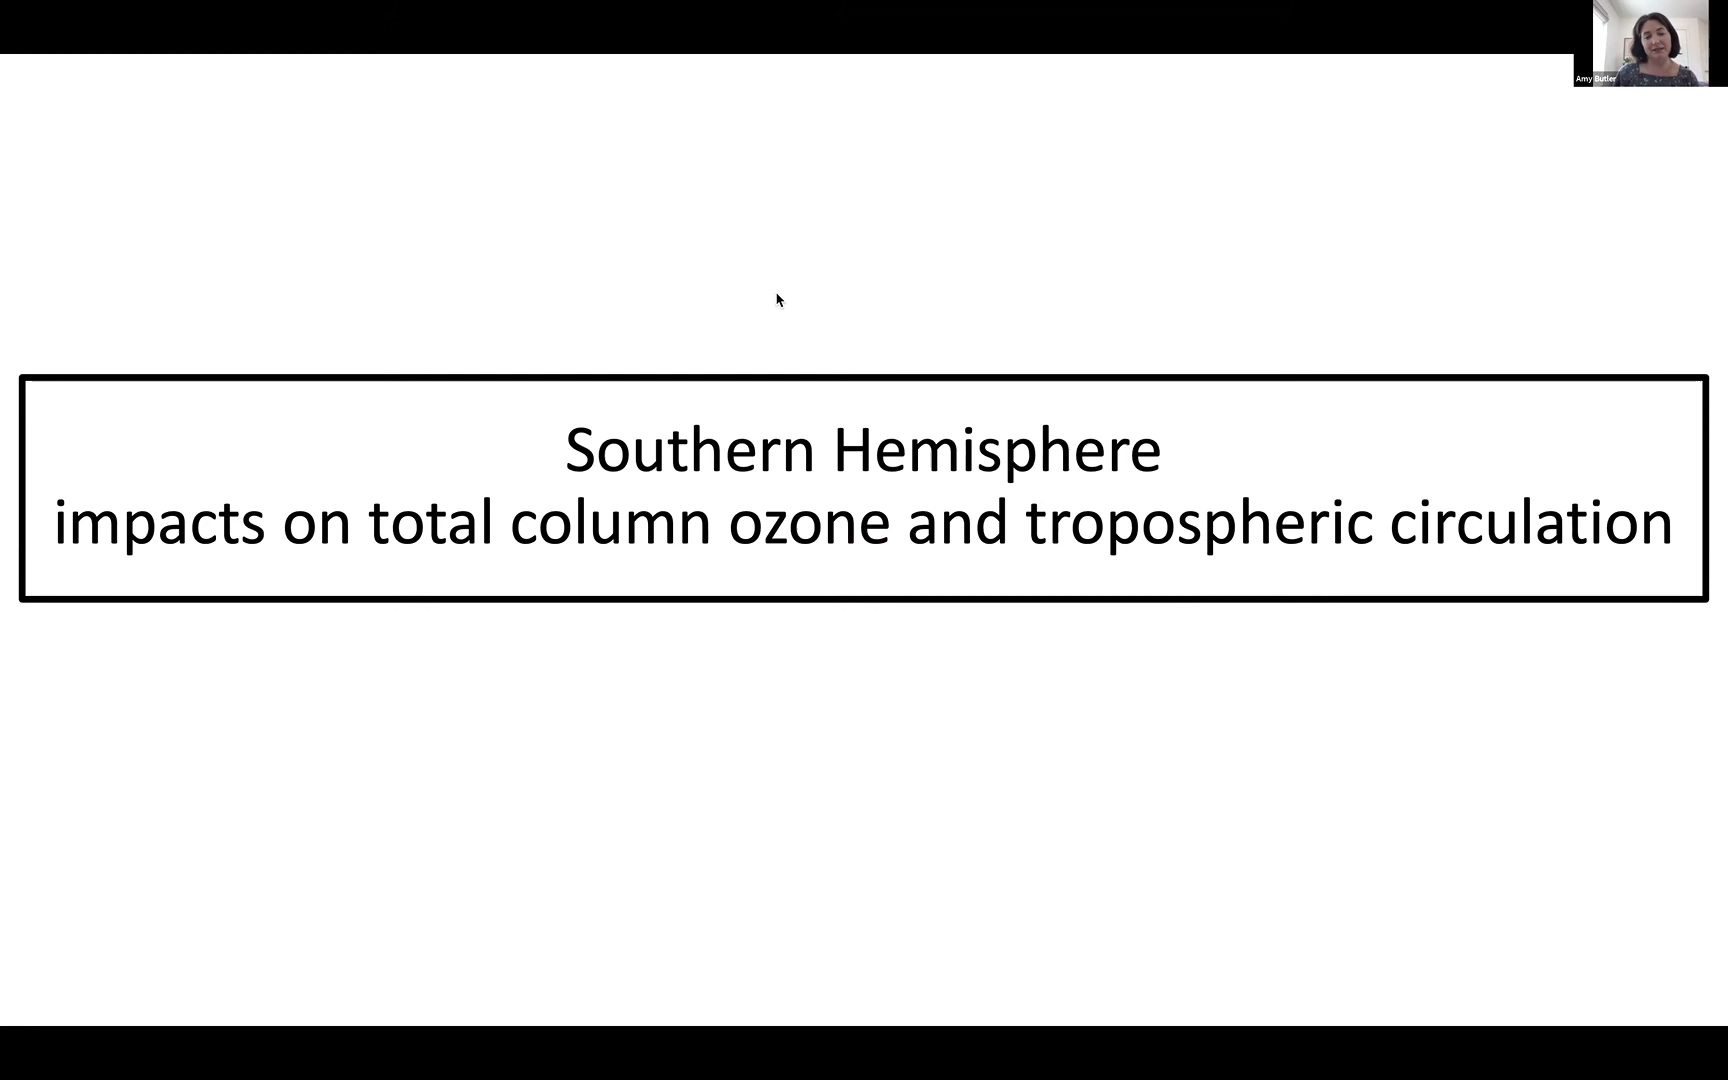 Amy Butler
Southern Hemisphere
impacts on total column ozone and tropospheric circulation